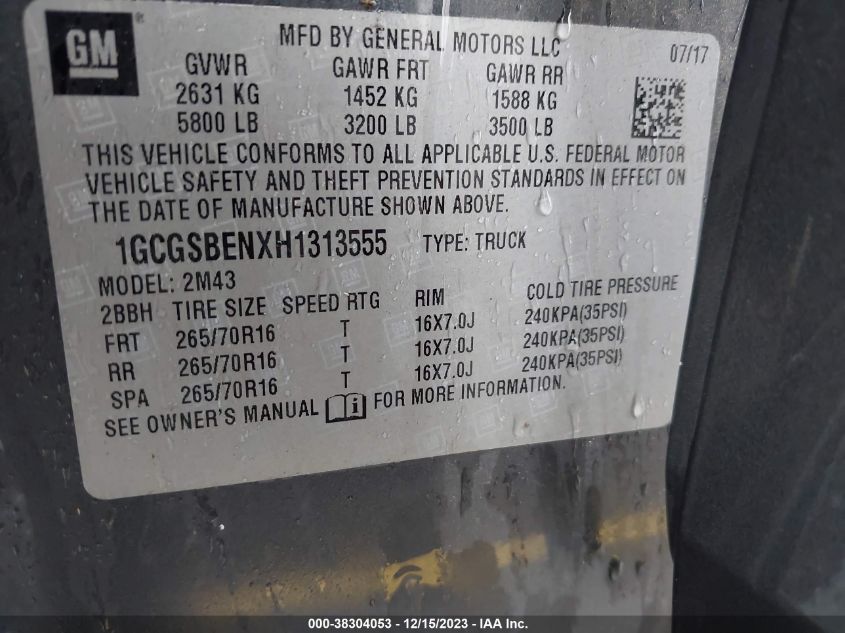 GM
MFD BY GENERAL MOTORS LLC
07/17
GVWR GAWR FRT GAWR RR
2631 KG 1452 KG 1588 KG
5800 LB 3200 LB 3500 LB
THIS VEHICLE CONFORMS TO ALL APPLICABLE U.S. FEDERAL MOTOR
VEHICLE SAFETY AND THEFT PREVENTION STANDARDS IN EFFECT ON
THE DATE OF MANUFACTURE SHOWN ABOVE.
1GCGSBENXH1313555 TYPE: TRUCK
MODEL: 2M43
2BBH TIRE SIZE SPEED RTG RIM COLD TIRE PRESSURE
FRT 265/70R16 T 16X7.0J 240KPA(35PSI)
RR 265/70R16 T 16X7.0J 240KPA(35PSI)
SPA 265/70R16 T 16X7.0J 240KPA(35PSI)
SEE OWNER'S MANUAL i FOR MORE INFORMATION.
000-38304053 - 12/15/2023 - IAA Inc.